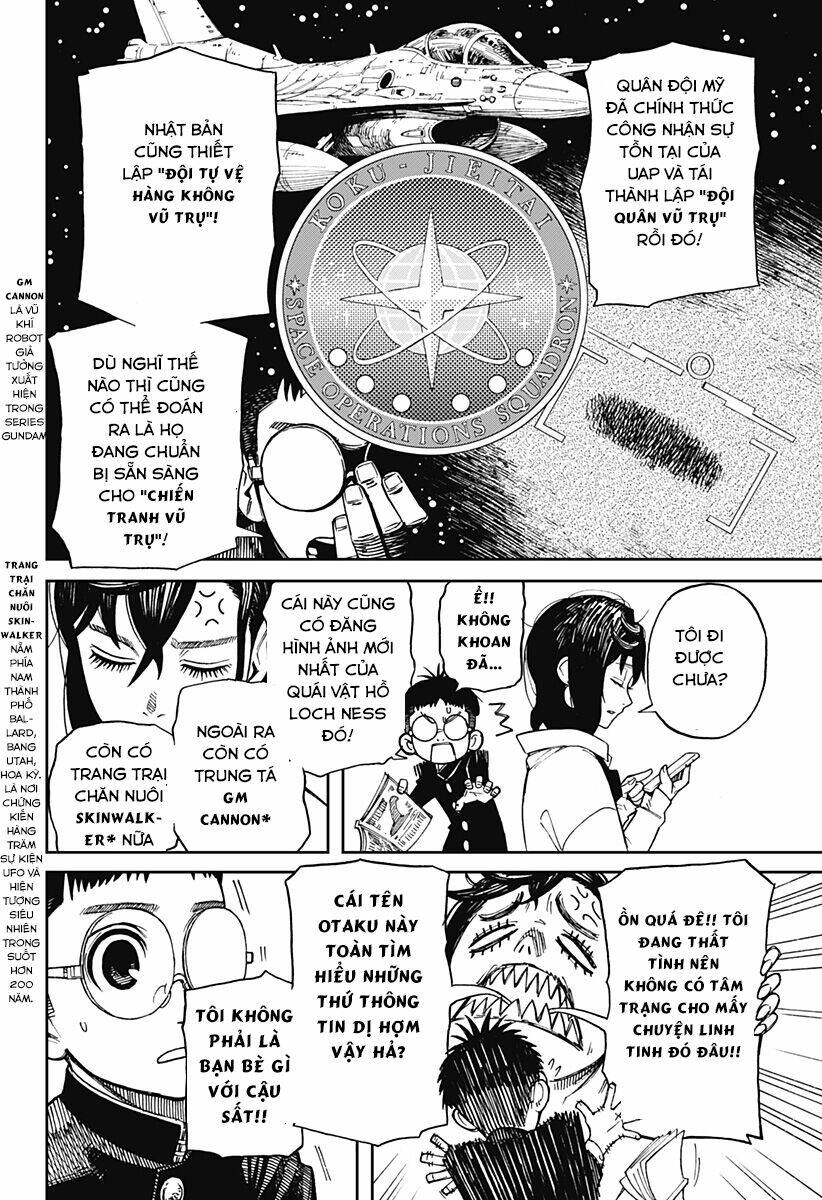 QUÂN ĐỘI MỸ
ĐÃ CHÍNH THỨC
CÔNG NHẬN SỰ
TỒN TẠI CỦA
UAP VÀ TÁI
THÀNH LẬP "ĐỘI
QUÂN VŨ TRỤ"
RỒI ĐÓ!
NHẬT BẢN
CŨNG THIẾT
LẬP "ĐỘI TỰ VỆ
HÀNG KHÔNG
VŨ TRỤ"!
KOKU - JIEITAI
SPACE OPERATIONS SQUADRON
DÙ NGHĨ THẾ
NÀO THÌ CŨNG
CÓ THỂ ĐOÁN
RA LÀ HỌ
ĐANG CHUẨN
BỊ SẴN SÀNG
CHO "CHIẾN
TRANH VŨ
TRỤ"!
GM
CANNON
LÀ VŨ
KHÍ
ROBOT
GIẢ
TƯỞNG
XUẤT
HIỆN
TRONG
SERIES
GUNDAM
TÔI ĐI
ĐƯỢC
CHƯA?
Ể!!
KHÔNG
KHOAN
ĐÃ...
CÁI NÀY CŨNG
CÓ ĐĂNG
HÌNH ẢNH MỚI
NHẤT CỦA
QUÁI VẬT HỒ
LOCH NESS
ĐÓ!
NGOÀI RA
CÒN CÓ
TRUNG TÁ
GM
CANNON*
CÒN CÓ
TRANG TRẠI
CHĂN NUÔI
SKINWALK-
ER* NỮA
TRANG
TRẠI
CHĂN
NUÔI
SKIN-
WALKER
NẰM
PHÍA
NAM
THÀNH
PHỐ
BAL-
LARD,
BANG
UTAH,
HOA KỲ.
LÀ NƠI
CHỨNG
KIẾN
HÀNG
TRĂM
SỰ KIỆN
UFO VÀ
HIỆN
TƯỢNG
SIÊU
NHIÊN
TRONG
SUỐT
HƠN
200
NĂM.
ỒN QUÁ ĐÊ!! TÔI
ĐANG THẤT
TÌNH NÊN
KHÔNG CÓ TÂM
TRẠNG CHO MẤY
CHUYỆN LINH
TINH ĐÓ ĐÂU!!
CÁI TÊN
OTAKU NÀY
TOÀN TÌM
HIỂU NHỮNG
THỨ THÔNG
TIN DỊ HỢM
VẬY HẢ?
TÔI KHÔNG
PHẢI LÀ
BẠN BÈ GÌ
VỚI CẬU
SẤT!!